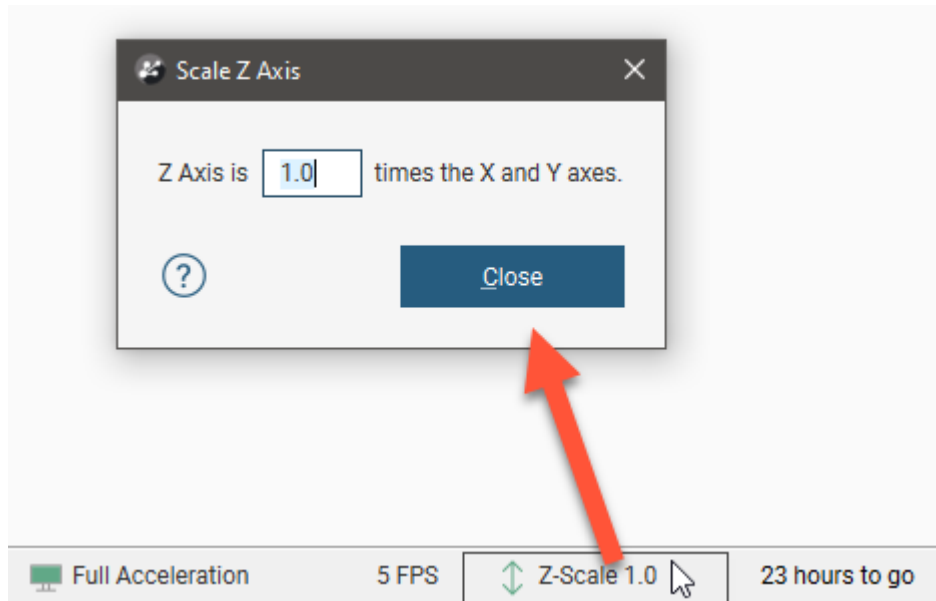 Scale Z Axis
Z Axis is 1.0 times the X and Y axes.
?
Close
Full Acceleration 5 FPS Z-Scale 1.0 23 hours to go